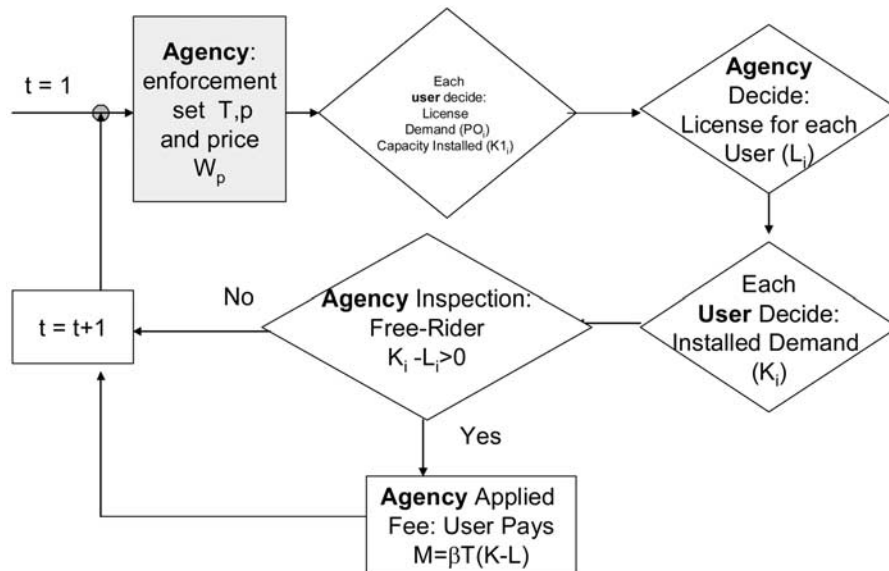 t = 1
Agency:
enforcement
set T,p
and price
Wₚ
Each
user decide:
License
Demand (POᵢ)
Capacity Installed (K1ᵢ)
Agency
Decide:
License for each
User (Lᵢ)
Each
User Decide:
Installed Demand
(Kᵢ)
Agency Inspection:
Free-Rider
Kᵢ -Lᵢ>0
No
t = t+1
Yes
Agency Applied
Fee: User Pays
M=βT(K-L)